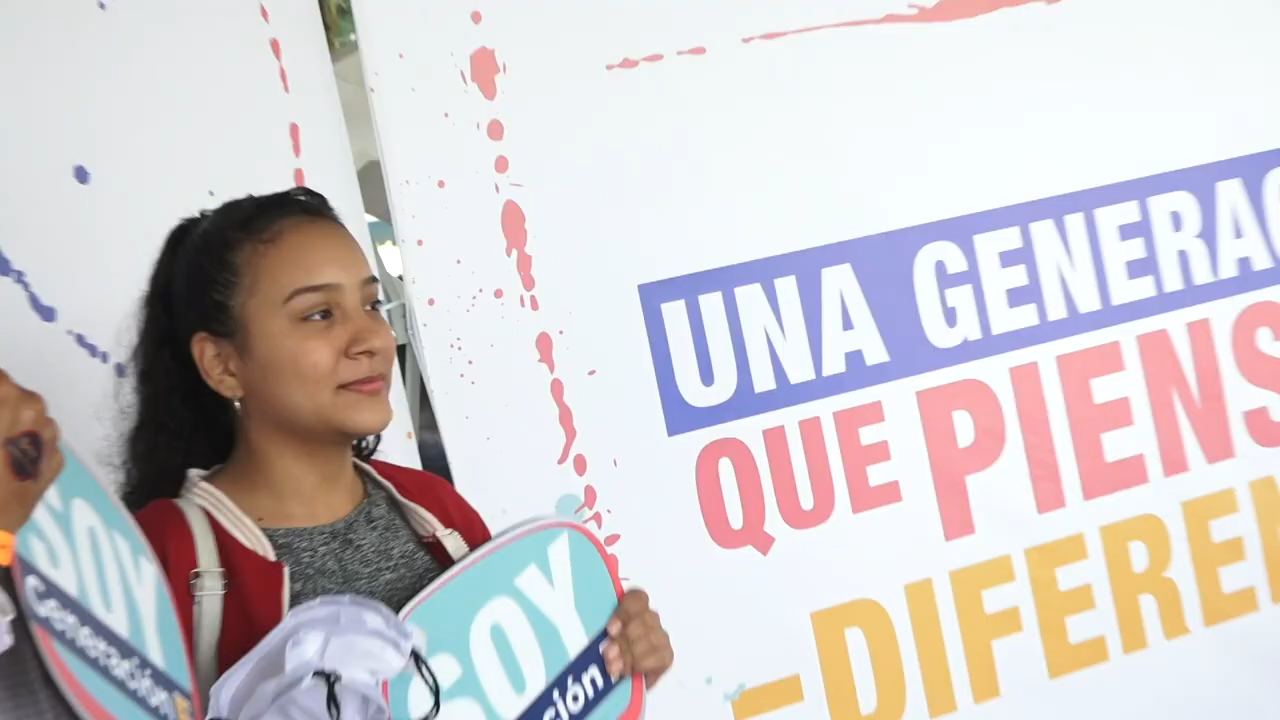 UNA GENERAC
QUE PIENS
DIFEREN
SOY
Generación
SOY
ción